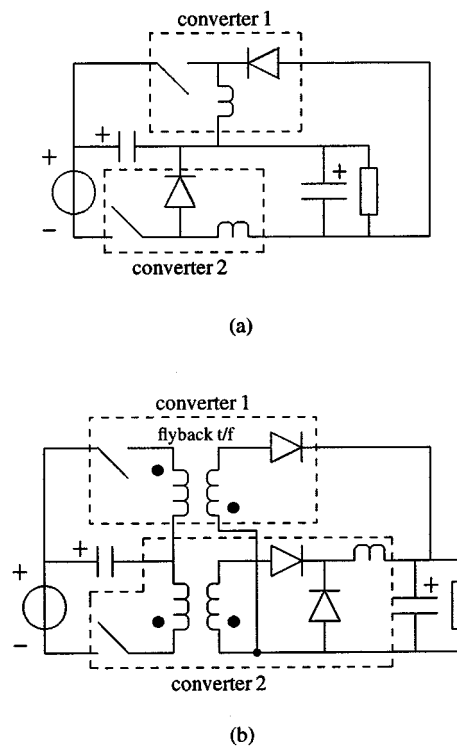 converter 1
+
+
+
−
converter 2
(a)
converter 1
flyback t/f
+
+
+
−
converter 2
(b)